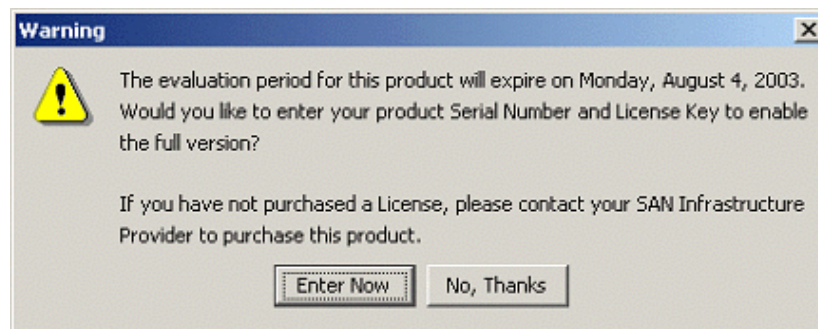 Warning
The evaluation period for this product will expire on Monday, August 4, 2003.
Would you like to enter your product Serial Number and License Key to enable
the full version?
If you have not purchased a License, please contact your SAN Infrastructure
Provider to purchase this product.
Enter Now
No, Thanks